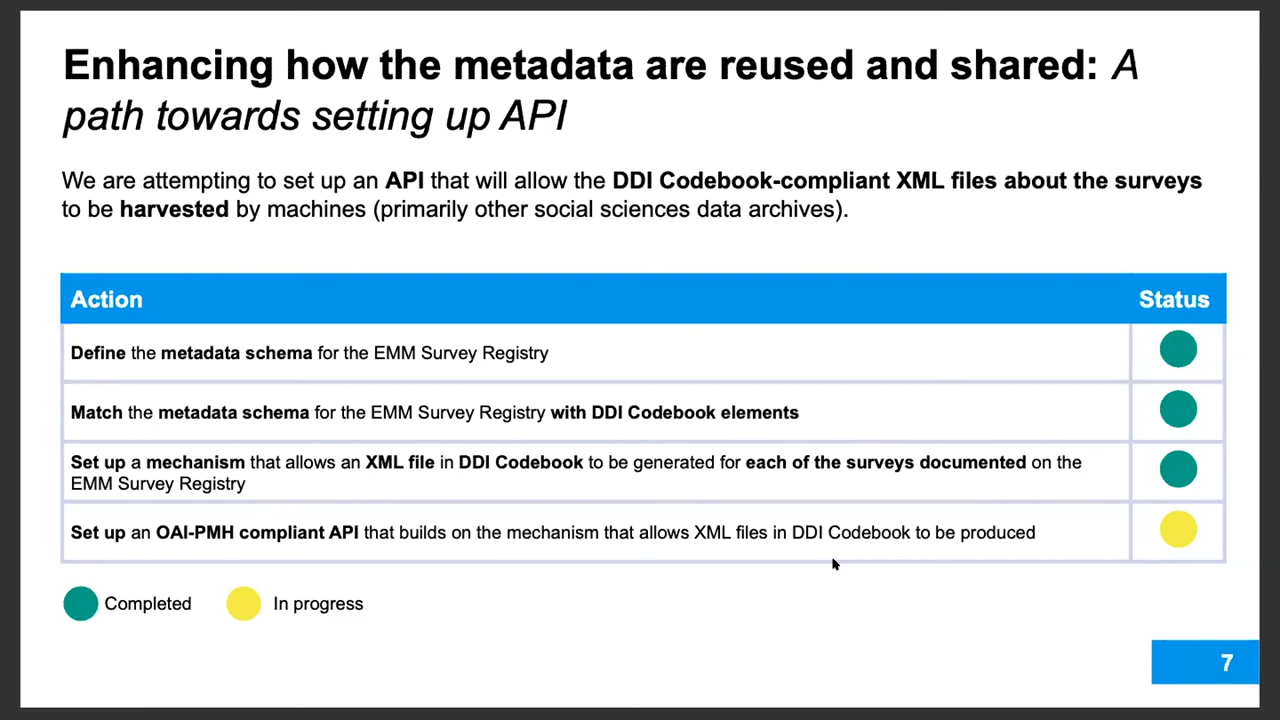 Enhancing how the metadata are reused and shared: A
path towards setting up API
We are attempting to set up an API that will allow the DDI Codebook-compliant XML files about the surveys
to be harvested by machines (primarily other social sciences data archives).
Action Status
Define the metadata schema for the EMM Survey Registry
Match the metadata schema for the EMM Survey Registry with DDI Codebook elements
Set up a mechanism that allows an XML file in DDI Codebook to be generated for each of the surveys documented on the
EMM Survey Registry
Set up an OAI-PMH compliant API that builds on the mechanism that allows XML files in DDI Codebook to be produced
Completed In progress
7